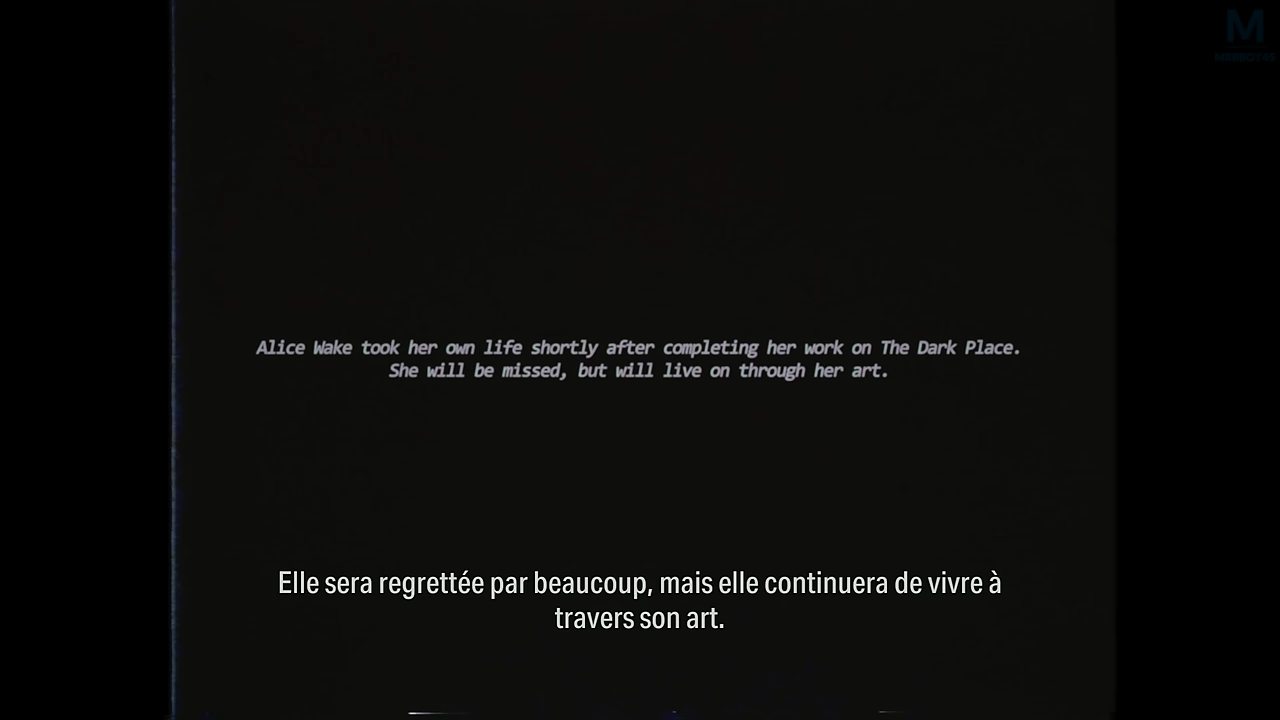 M
Alice Wake took her own life shortly after completing her work on The Dark Place.
She will be missed, but will live on through her art.
Elle sera regrettée par beaucoup, mais elle continuera de vivre à
travers son art.